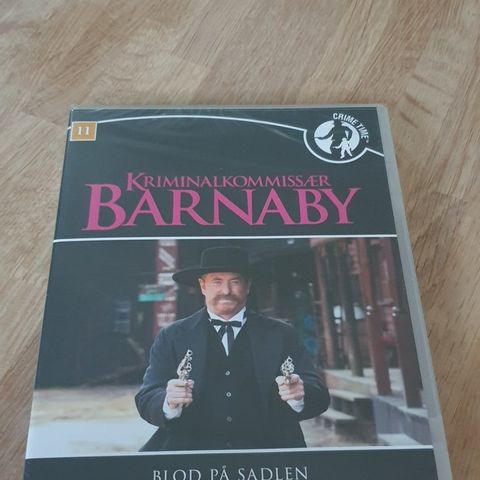 11
CRIME TIME
KRIMINALKOMMISSÆR
BARNABY
BLOD PÅ SADLEN